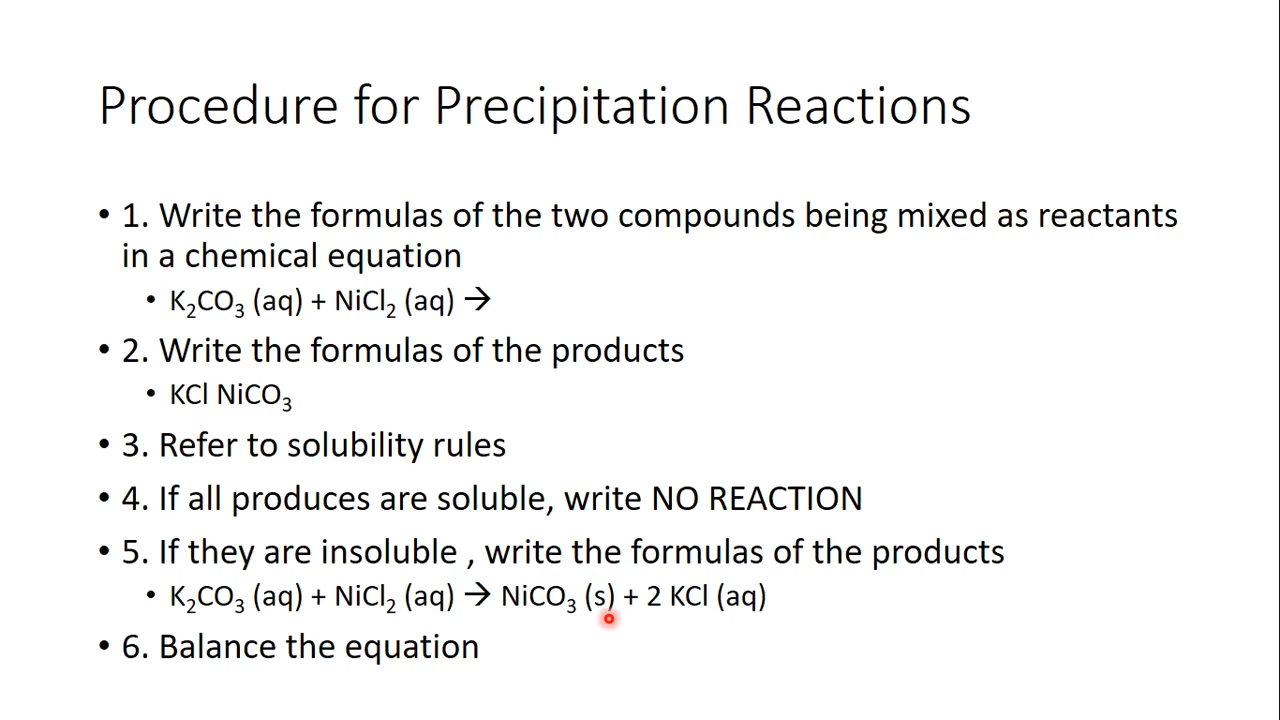 Procedure for Precipitation Reactions
• 1. Write the formulas of the two compounds being mixed as reactants
in a chemical equation
• K₂CO₃ (aq) + NiCl₂ (aq) →
• 2. Write the formulas of the products
• KCl NiCO₃
• 3. Refer to solubility rules
• 4. If all produces are soluble, write NO REACTION
• 5. If they are insoluble , write the formulas of the products
• K₂CO₃ (aq) + NiCl₂ (aq) → NiCO₃ (s) + 2 KCl (aq)
• 6. Balance the equation